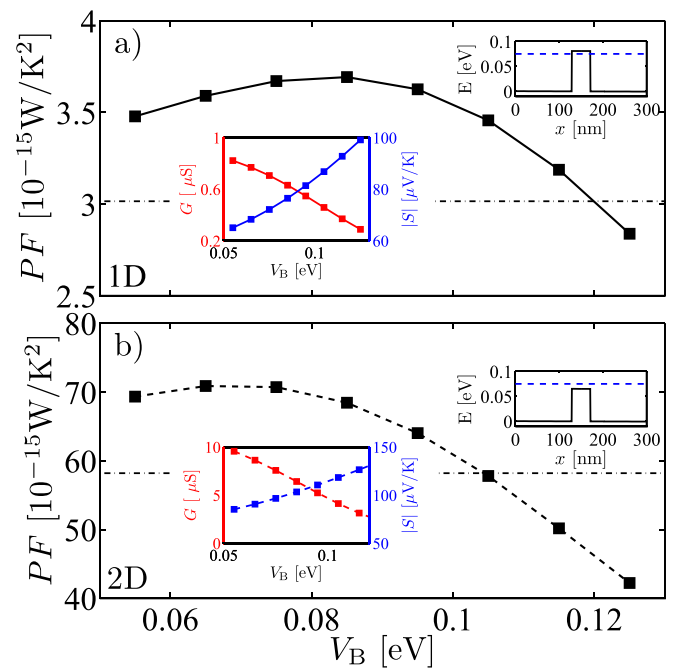 a)
4
3.5
3
2.5
PF [10⁻¹⁵W/K²]
1D
1
0.6
0.2
G [ μS]
100
80
60
|S| [μV/K]
0.05 0.1
V_B [eV]
0.1
0.05
0
E [eV]
0 100 200 300
x [nm]
b)
80
70
60
50
40
PF [10⁻¹⁵W/K²]
2D
10
5
0
G [ μS]
150
100
50
|S| [μV/K]
0.05 0.1
V_B [eV]
0.1
0.05
0
E [eV]
0 100 200 300
x [nm]
0.06 0.08 0.1 0.12
V_B [eV]